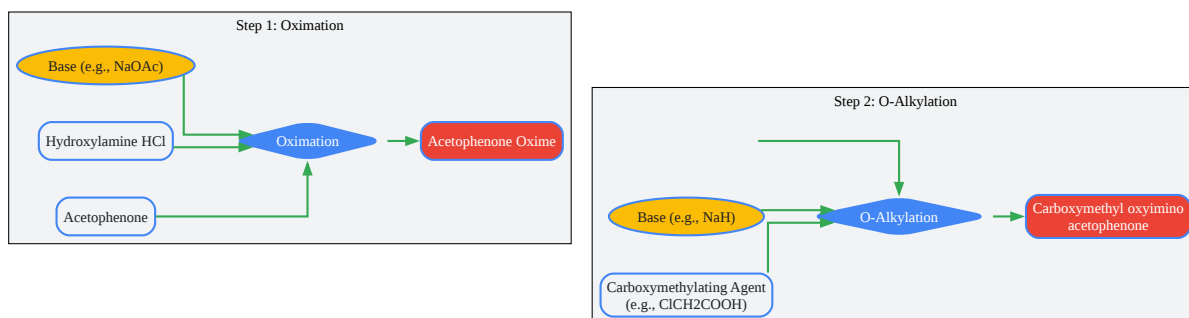 Step 1: Oximation
Base (e.g., NaOAc)
Hydroxylamine HCl
Oximation
Acetophenone Oxime
Acetophenone
Step 2: O-Alkylation
Base (e.g., NaH)
O-Alkylation
Carboxymethyl oxyimino
acetophenone
Carboxymethylating Agent
(e.g., ClCH2COOH)